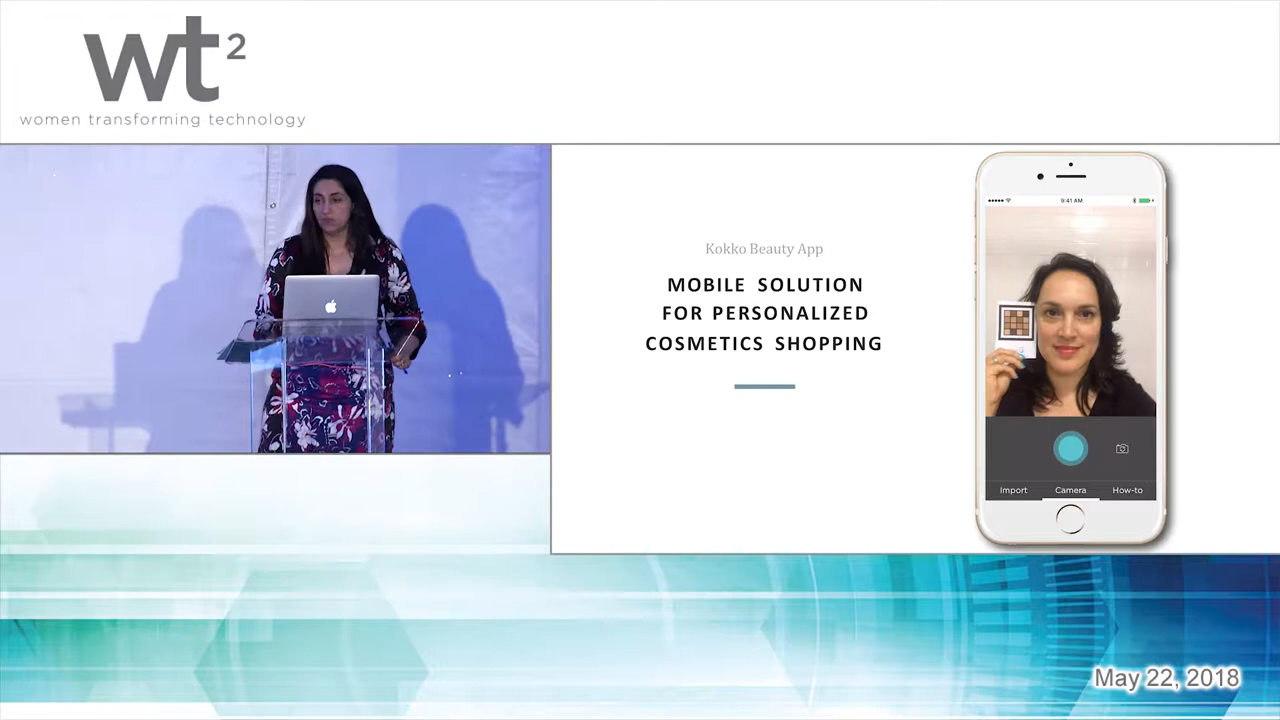 wt2
women transforming technology
Kokko Beauty App
MOBILE SOLUTION
FOR PERSONALIZED
COSMETICS SHOPPING
9:41 AM
Import Camera How-to
May 22, 2018